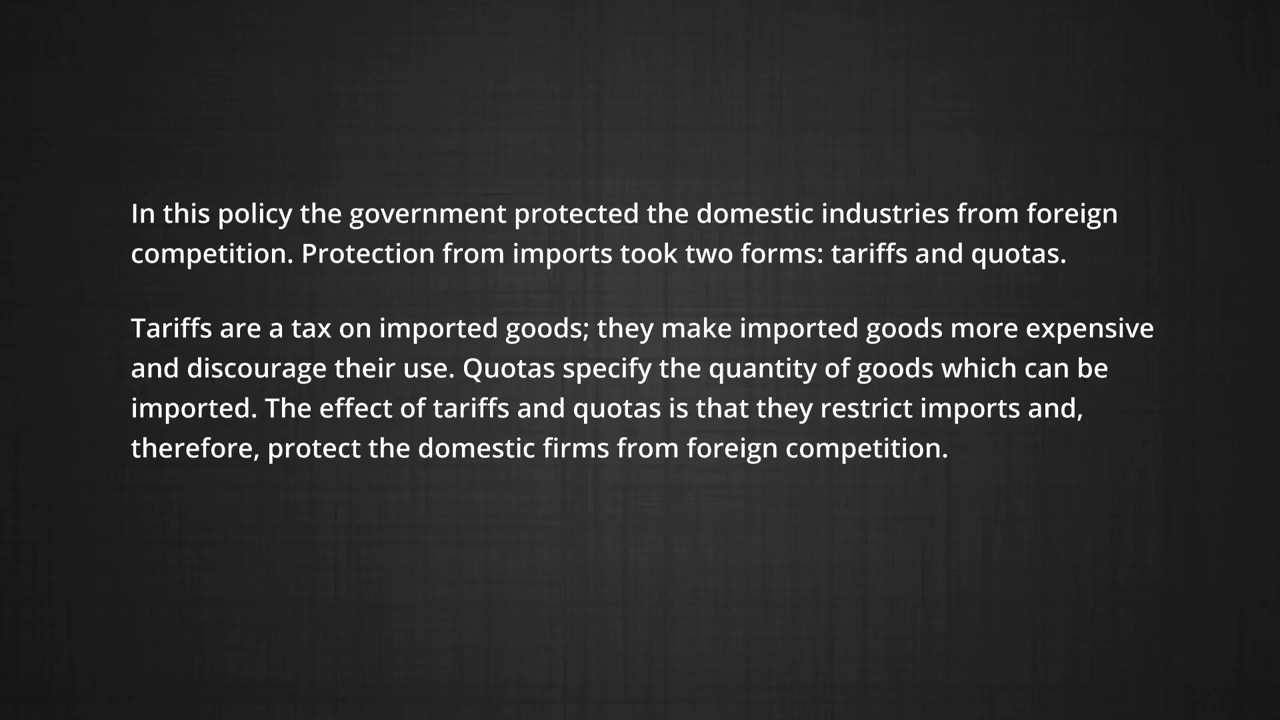 In this policy the government protected the domestic industries from foreign
competition. Protection from imports took two forms: tariffs and quotas.
Tariffs are a tax on imported goods; they make imported goods more expensive
and discourage their use. Quotas specify the quantity of goods which can be
imported. The effect of tariffs and quotas is that they restrict imports and,
therefore, protect the domestic firms from foreign competition.